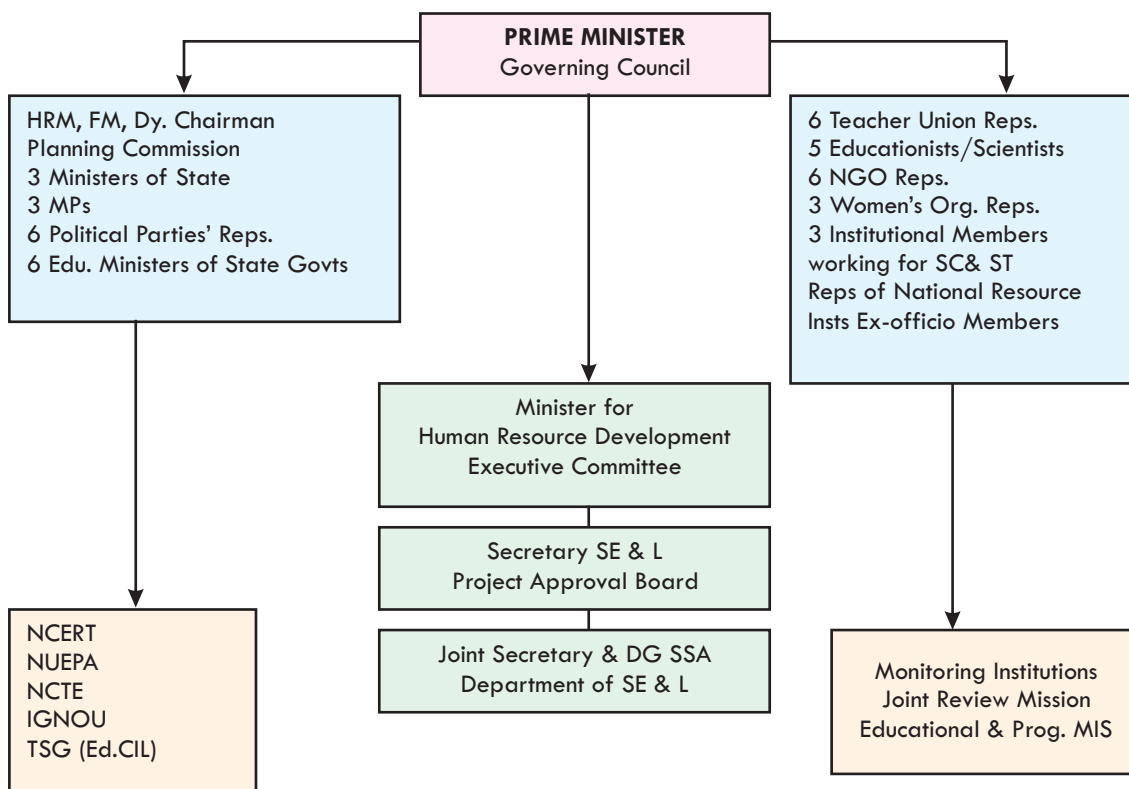 PRIME MINISTER
Governing Council
HRM, FM, Dy. Chairman
Planning Commission
3 Ministers of State
3 MPs
6 Political Parties' Reps.
6 Edu. Ministers of State Govts
6 Teacher Union Reps.
5 Educationists/Scientists
6 NGO Reps.
3 Women's Org. Reps.
3 Institutional Members
working for SC& ST
Reps of National Resource
Insts Ex-officio Members
Minister for
Human Resource Development
Executive Committee
Secretary SE & L
Project Approval Board
Joint Secretary & DG SSA
Department of SE & L
NCERT
NUEPA
NCTE
IGNOU
TSG (Ed.CIL)
Monitoring Institutions
Joint Review Mission
Educational & Prog. MIS